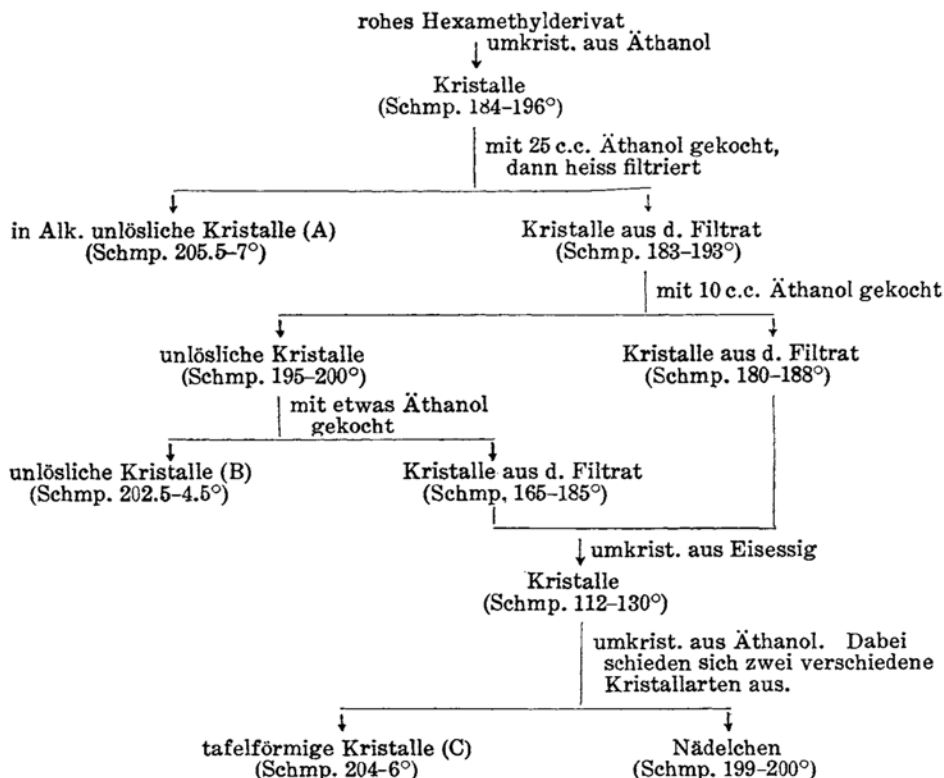 rohes Hexamethylderivat
umkrist. aus Äthanol
Kristalle
(Schmp. 184–196°)
mit 25 c.c. Äthanol gekocht,
dann heiss filtriert
in Alk. unlösliche Kristalle (A)
(Schmp. 205.5–7°)
Kristalle aus d. Filtrat
(Schmp. 183–193°)
mit 10 c.c. Äthanol gekocht
unlösliche Kristalle
(Schmp. 195–200°)
Kristalle aus d. Filtrat
(Schmp. 180–188°)
mit etwas Äthanol
gekocht
unlösliche Kristalle (B)
(Schmp. 202.5–4.5°)
Kristalle aus d. Filtrat
(Schmp, 165–185°)
umkrist. aus Eisessig
Kristalle
(Schmp. 112–130°)
umkrist. aus Äthanol. Dabei
schieden sich zwei verschiedene
Kristallarten aus.
tafelförmige Kristalle (C)
(Schmp. 204–6°)
Nädelchen
(Schmp. 199–200°)